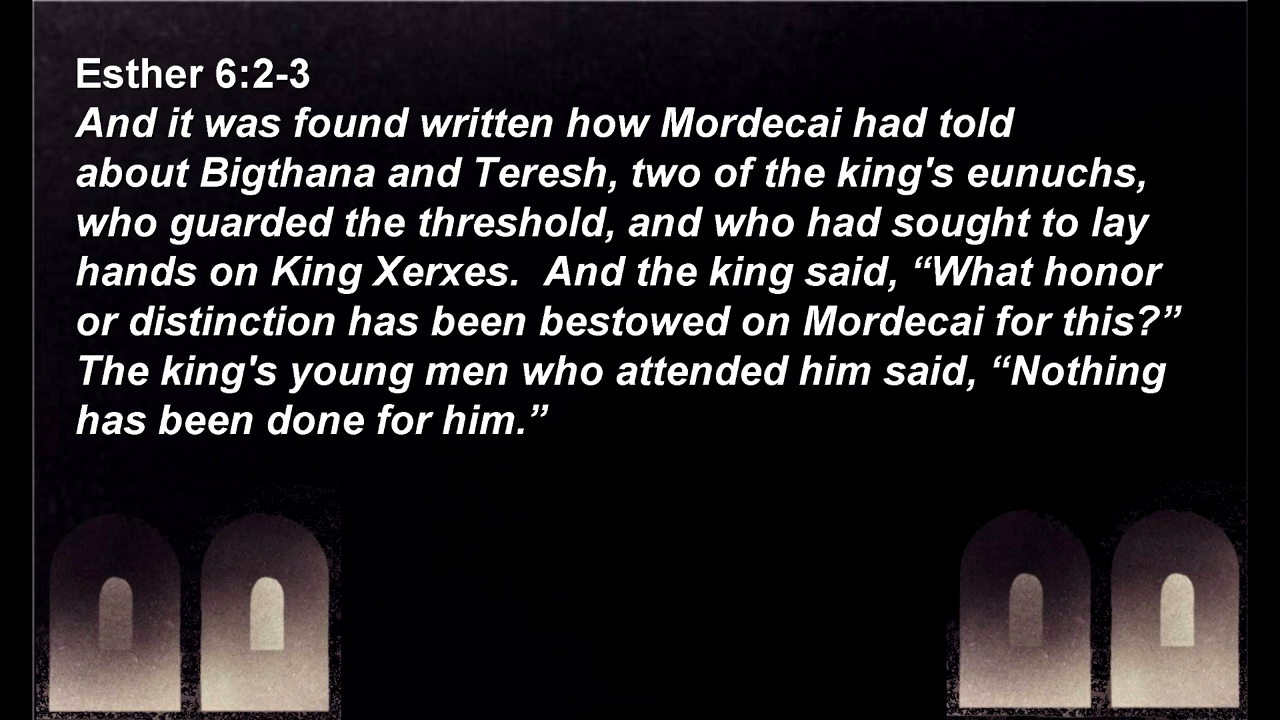 Esther 6:2-3
And it was found written how Mordecai had told
about Bigthana and Teresh, two of the king's eunuchs,
who guarded the threshold, and who had sought to lay
hands on King Xerxes.  And the king said, “What honor
or distinction has been bestowed on Mordecai for this?”
The king's young men who attended him said, “Nothing
has been done for him.”